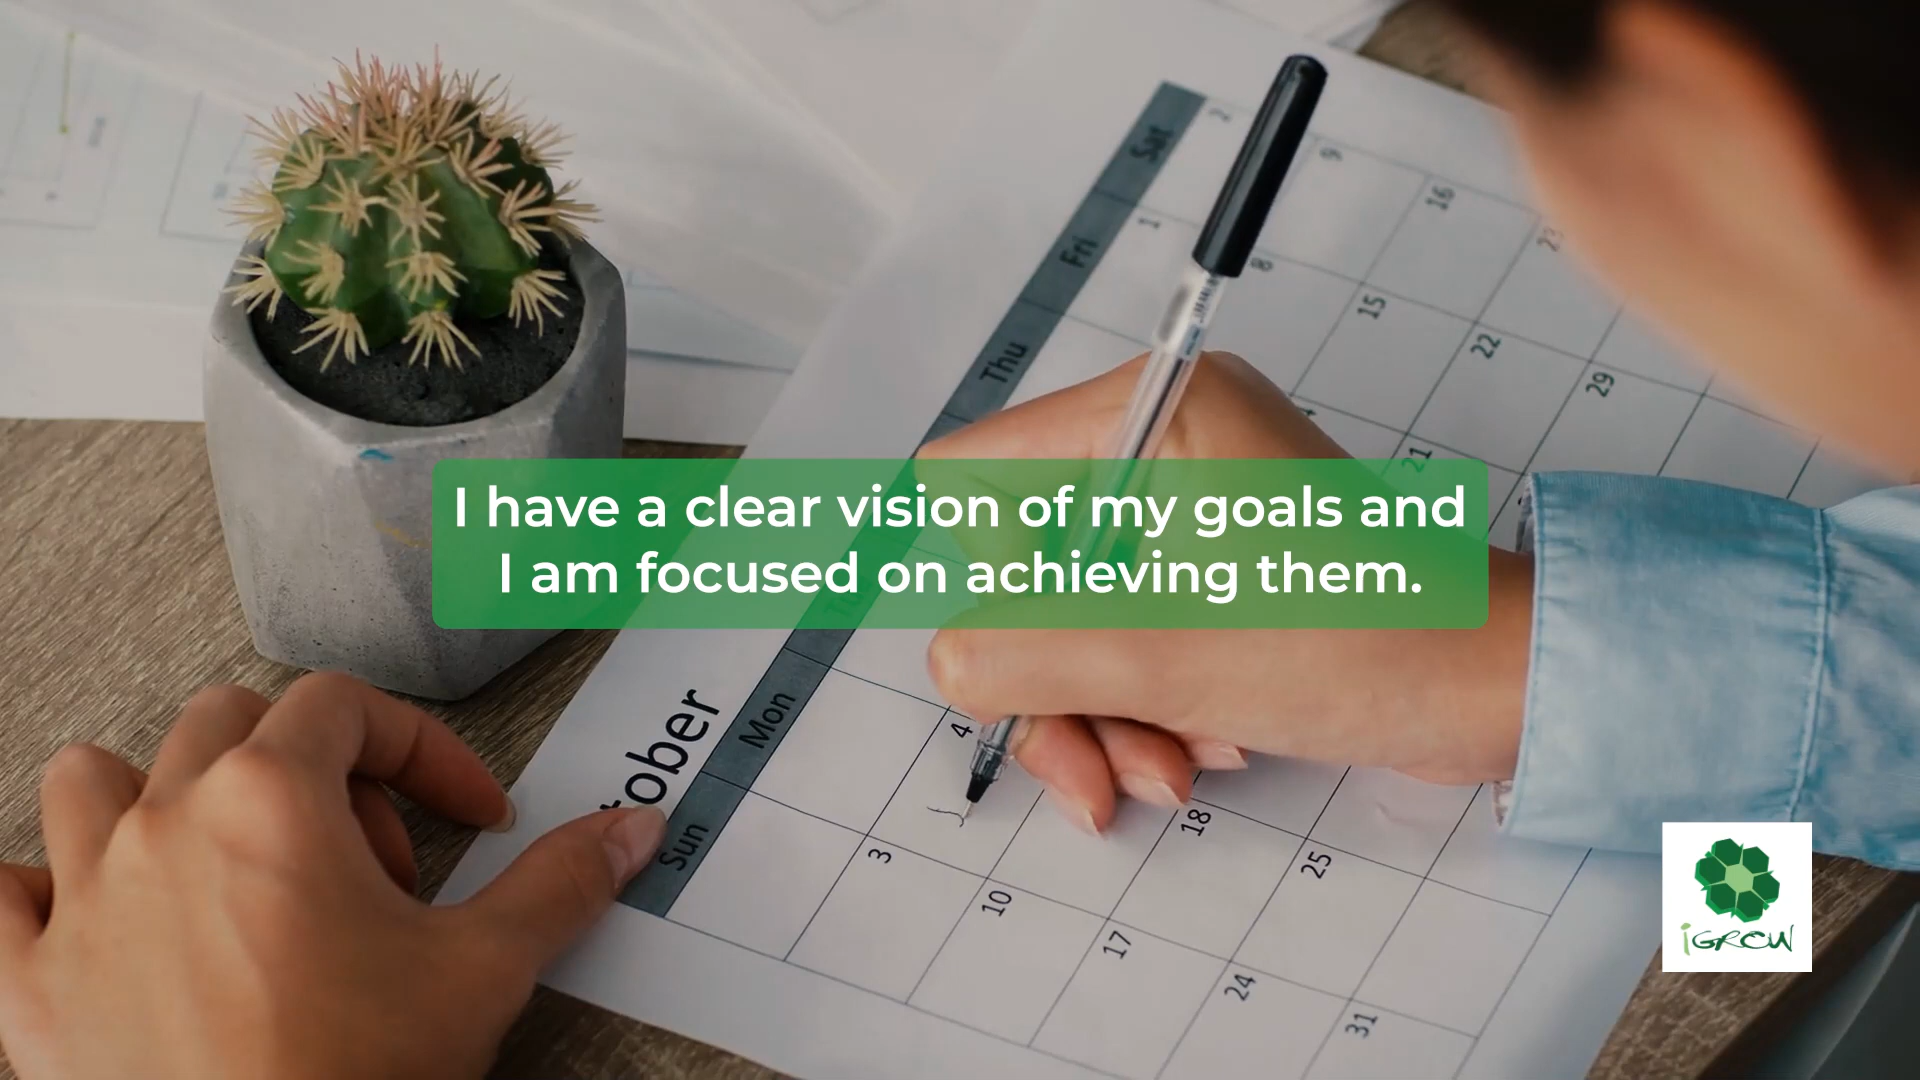 I have a clear vision of my goals and
I am focused on achieving them.
tober
Sun
Mon
Thu
Fri
Sat
1
2
3
4
8
9
10
15
16
17
18
21
22
23
24
25
29
31
iGROW